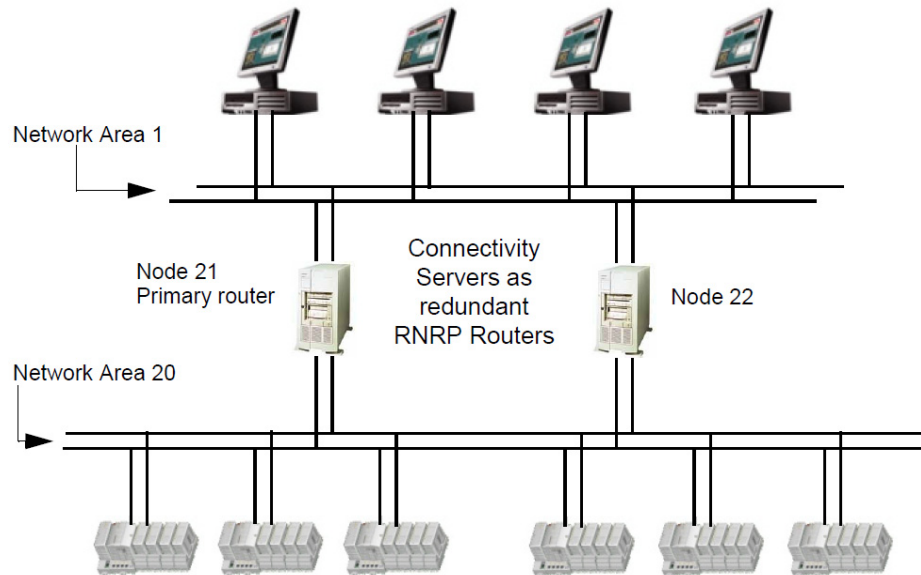 Network Area 1
Node 21
Primary router
Connectivity
Servers as
redundant
RNRP Routers
Node 22
Network Area 20